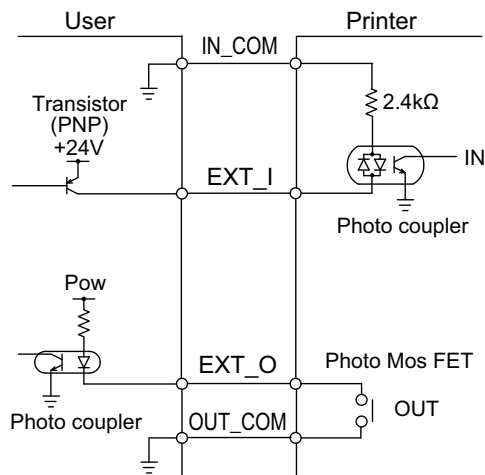 User
Printer
IN_COM
Transistor
(PNP)
+24V
2.4kΩ
IN
EXT_I
Photo coupler
Pow
EXT_O
Photo Mos FET
OUT
Photo coupler
OUT_COM